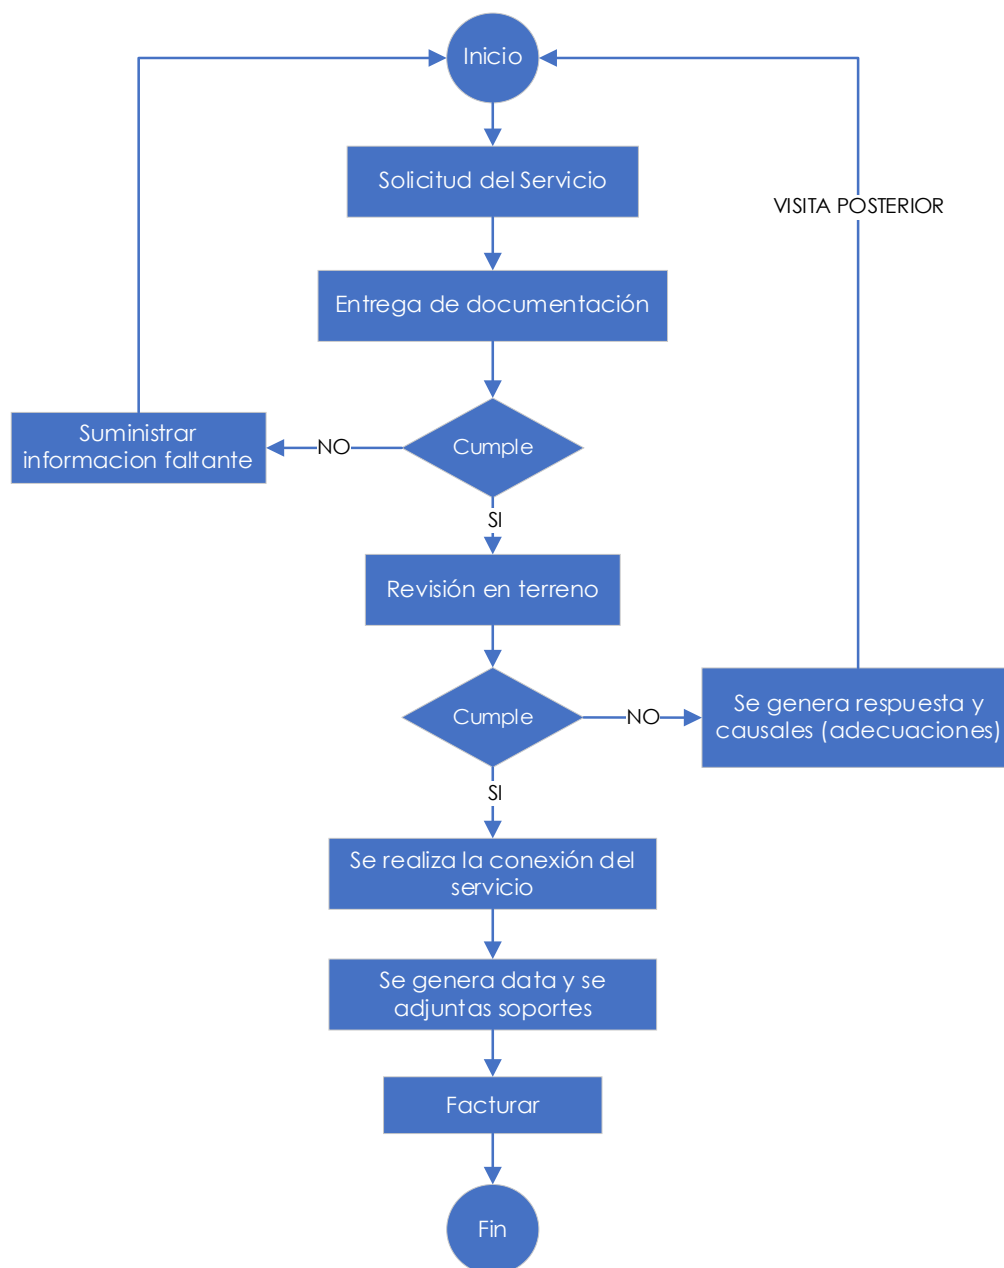 Inicio
Solicitud del Servicio
VISITA POSTERIOR
Entrega de documentación
Suministrar
informacion faltante
NO
Cumple
SI
Revisión en terreno
Cumple
NO
Se genera respuesta y
causales (adecuaciones)
SI
Se realiza la conexión del
servicio
Se genera data y se
adjuntas soportes
Facturar
Fin